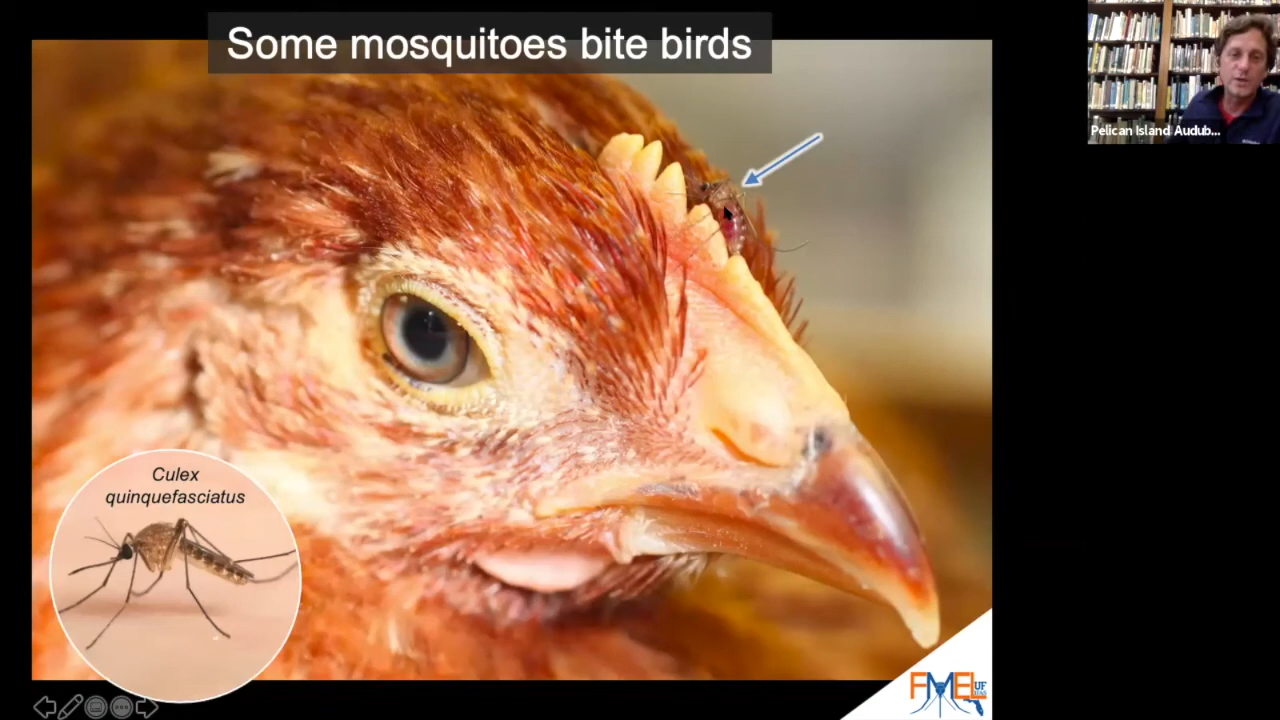 Some mosquitoes bite birds
Pelican Island Audub...
Culex
quinquefasciatus
FMEL
UF